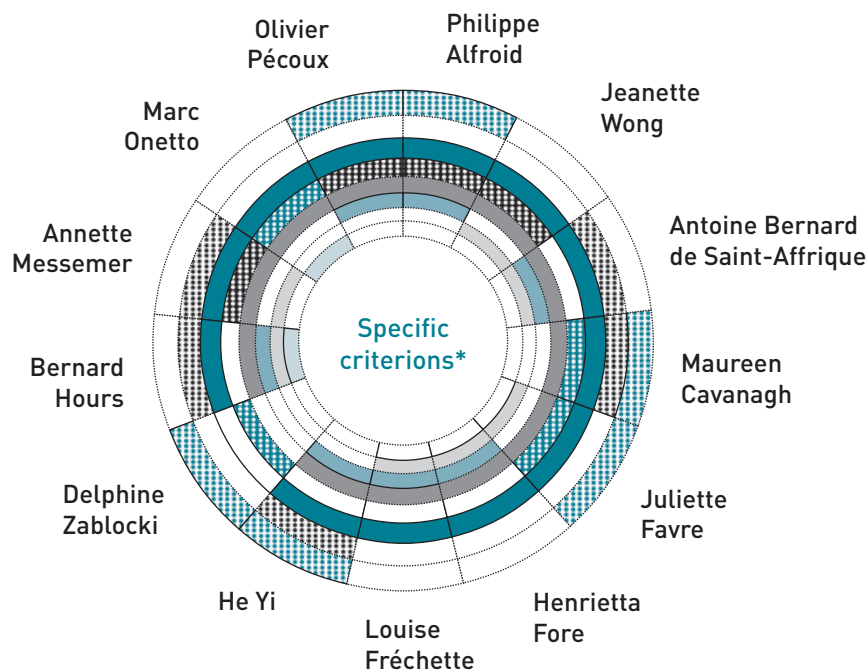 Olivier
Pécoux
Philippe
Alfroid
Jeanette
Wong
Antoine Bernard
de Saint-Affrique
Maureen
Cavanagh
Juliette
Favre
Henrietta
Fore
Louise
Fréchette
He Yi
Delphine
Zablocki
Bernard
Hours
Annette
Messemer
Marc
Onetto
Specific
criterions*